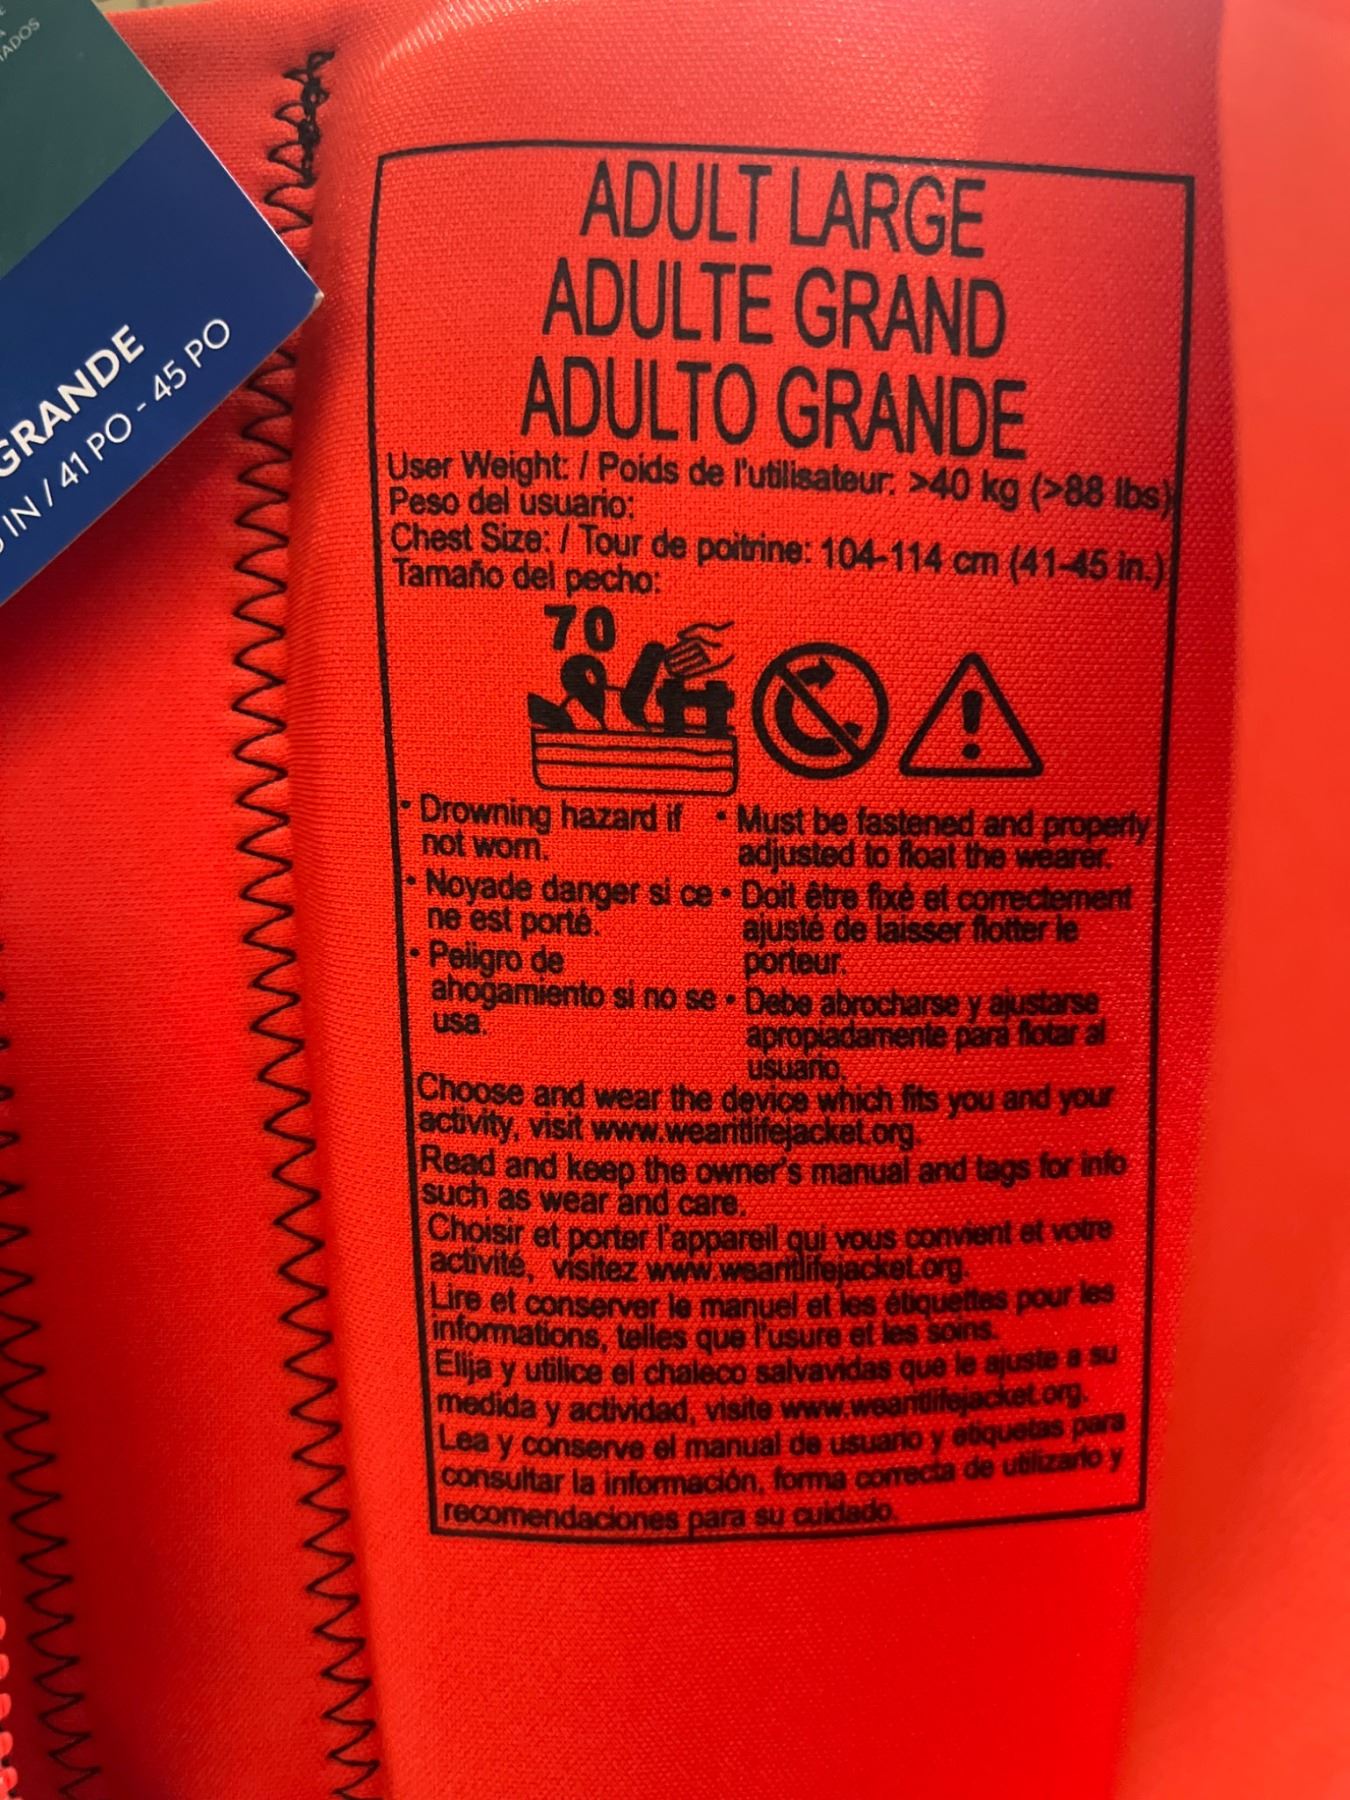 TADOS
GRANDE
IN / 41 PO - 45 PO
ADULT LARGE
ADULTE GRAND
ADULTO GRANDE
User Weight: / Poids de l'utilisateur: >40 kg (>88 lbs)
Peso del usuario:
Chest Size: / Tour de poitrine: 104-114 cm (41-45 in.)
Tamaño del pecho:
70
• Drowning hazard if
not worn.
• Noyade danger si ce
ne est porté.
• Peligro de
ahogamiento si no se
usa.
• Must be fastened and properly
adjusted to float the wearer.
• Doit être fixé et correctement
ajusté de laisser flotter le
porteur.
• Debe abrocharse y ajustarse
apropiadamente para flotar al
usuario.
Choose and wear the device which fits you and your
activity, visit www.wearitlifejacket.org.
Read and keep the owner's manual and tags for info
such as wear and care.
Choisir et porter l'appareil qui vous convient et votre
activité, visitez www.wearitlifejacket.org.
Lire et conserver le manuel et les étiquettes pour les
informations, telles que l'usure et les soins.
Elija y utilice el chaleco salvavidas que le ajuste a su
medida y actividad, visite www.wearitlifejacket.org.
Lea y conserve el manual de usuario y etiquetas para
consultar la información, forma correcta de utilizarlo y
recomendaciones para su cuidado.